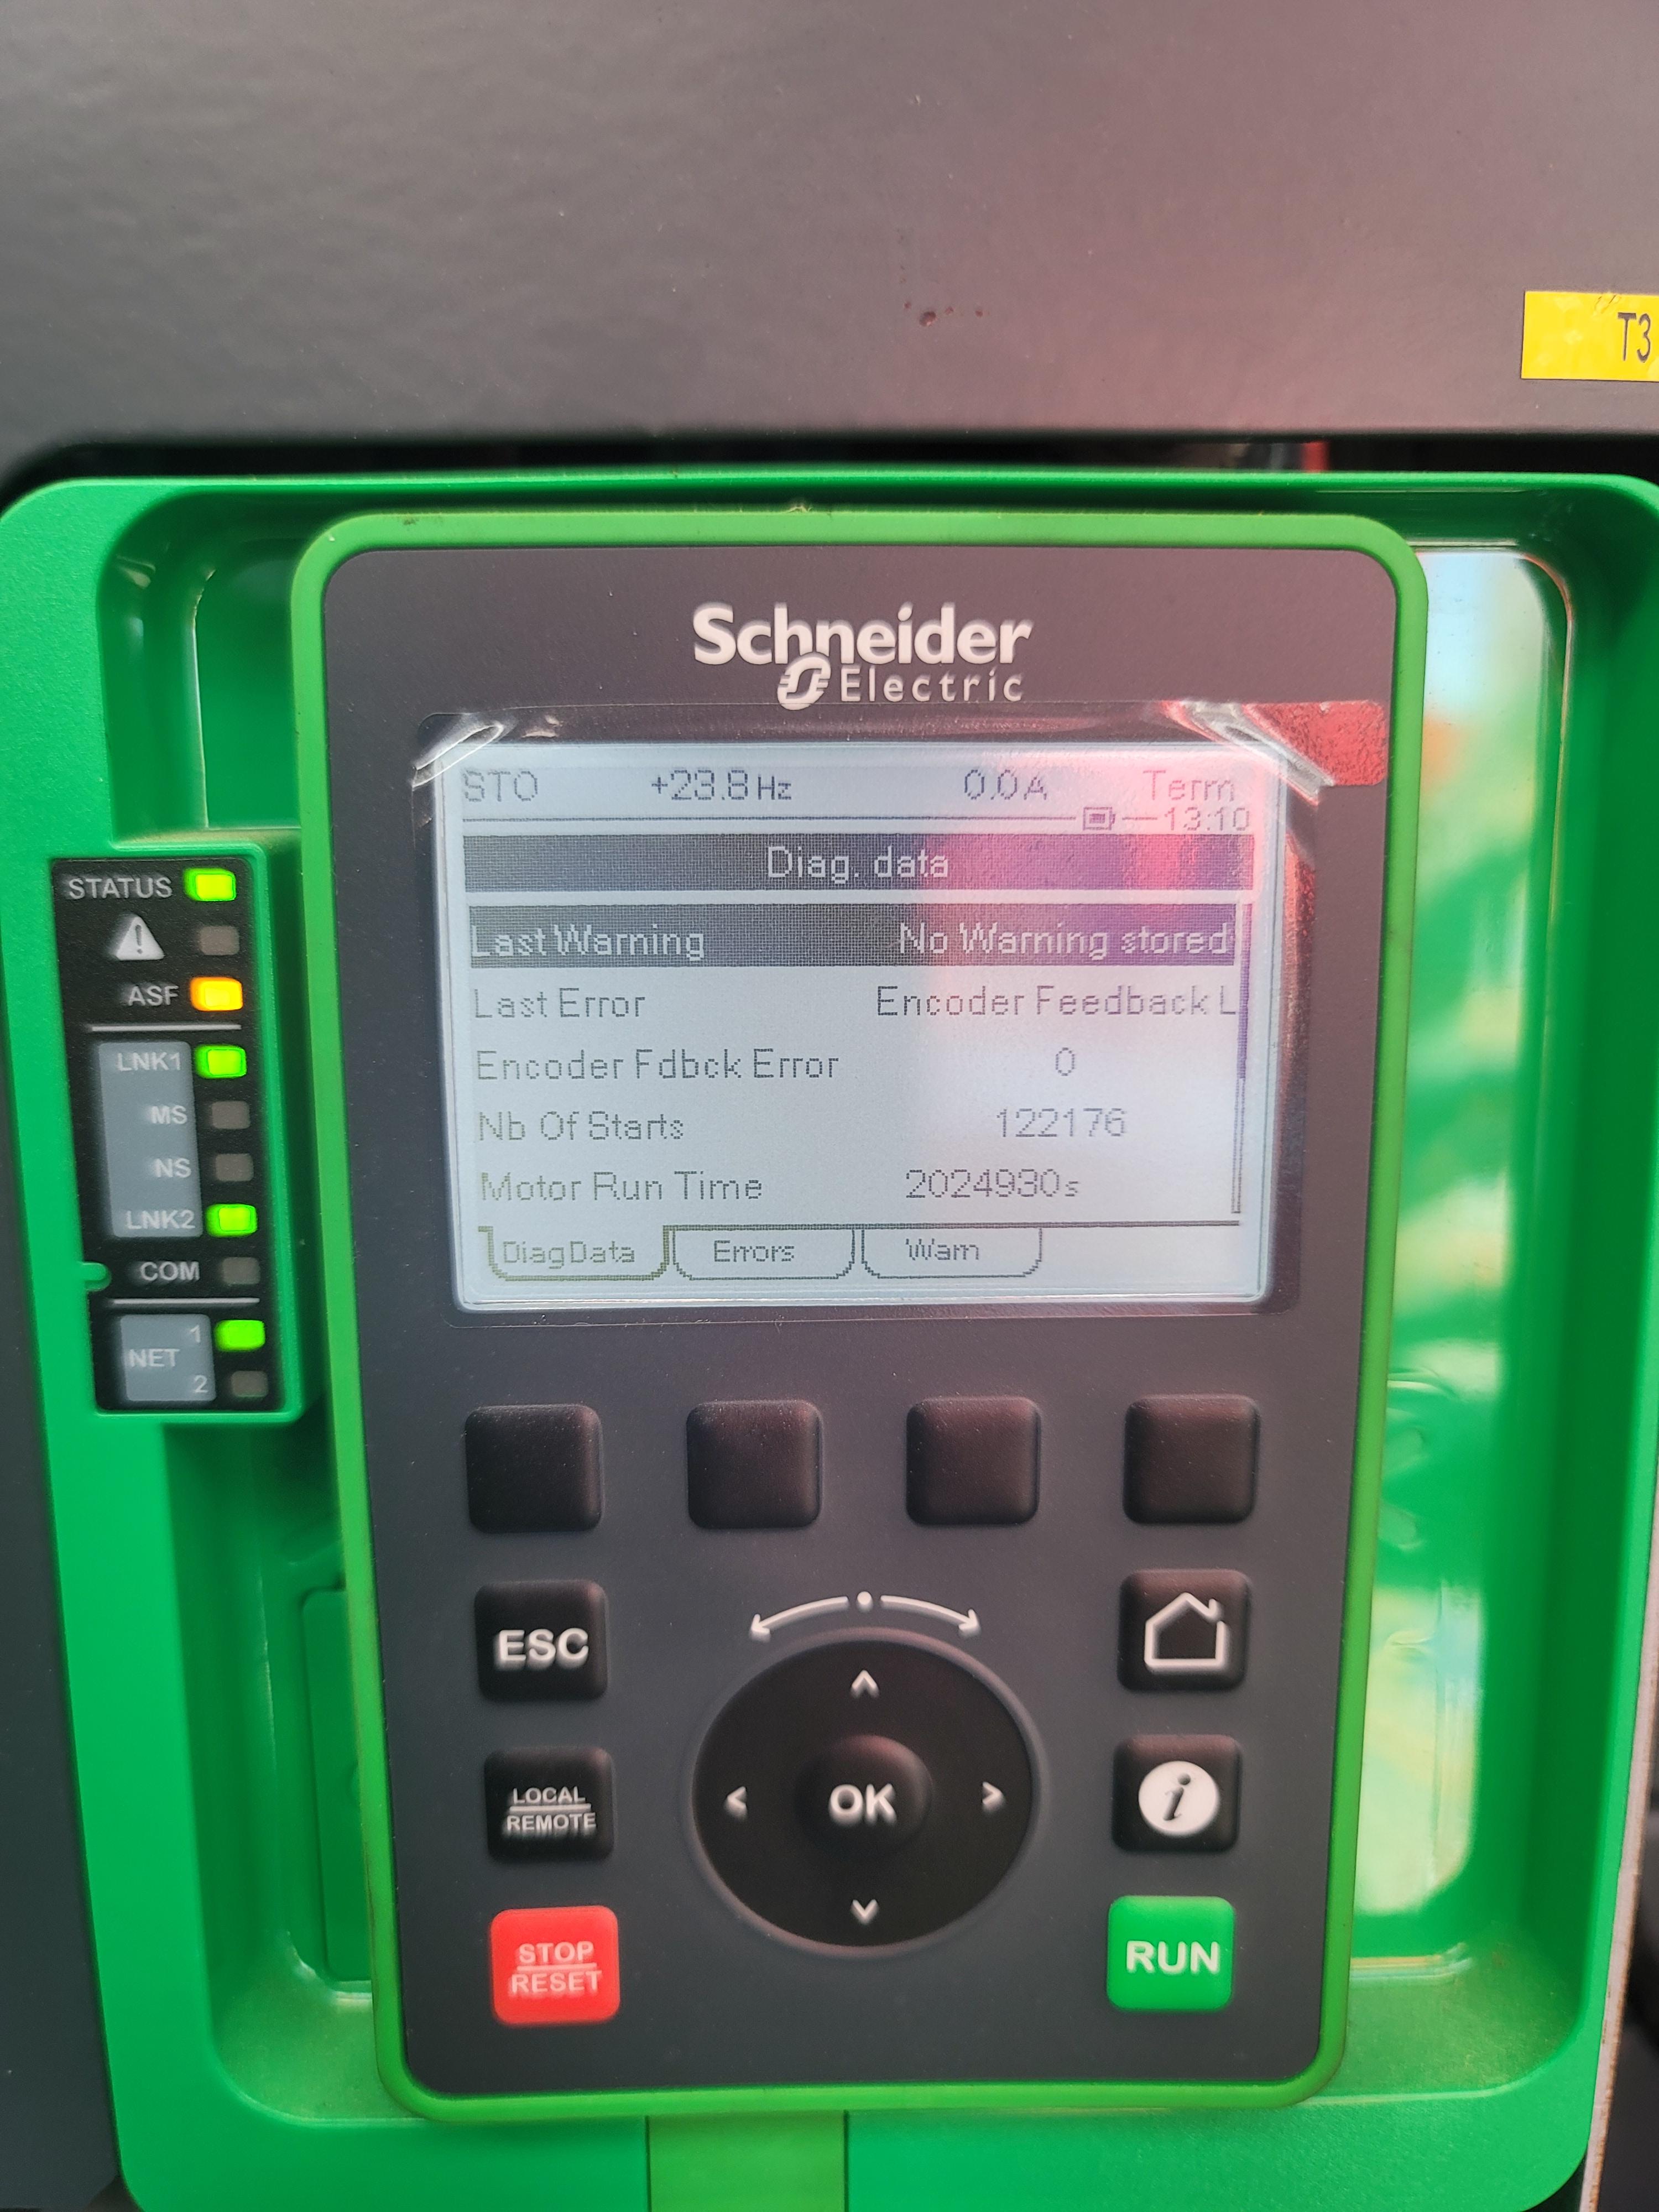 T3
Schneider
Electric
STO +23.8Hz 0.0A Term
13:10
Diag. data
Last Warning No Warning stored
Last Error Encoder Feedback L
Encoder Fdbck Error 0
Nb Of Starts 122176
Motor Run Time 2024930s
DiagData Errors Warn
STATUS
ASF
LNK1
MS
NS
LNK2
COM
1
NET
2
ESC
LOCAL
REMOTE
OK
i
STOP
RESET
RUN